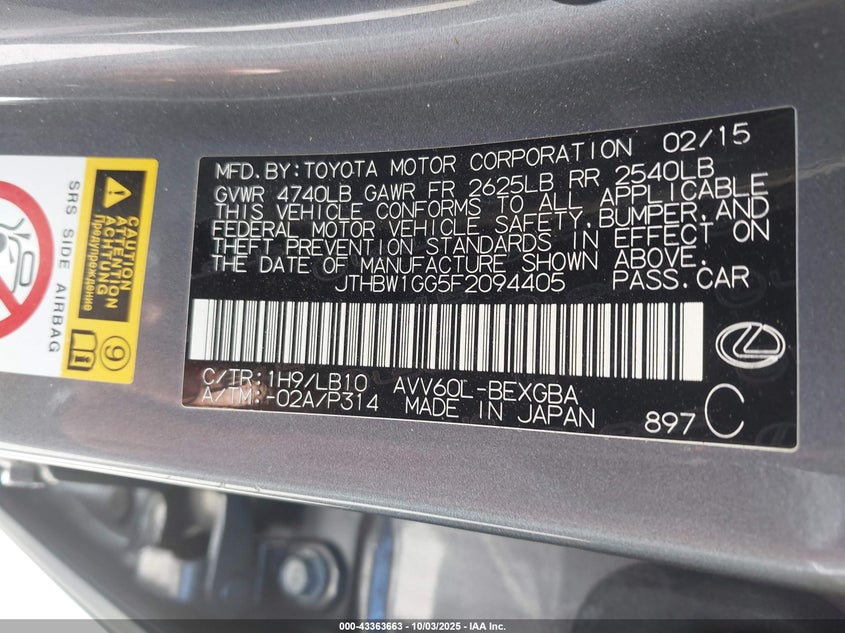 MFD.BY:TOYOTA MOTOR CORPORATION 02/15
GVWR 4740LB GAWR FR 2625LB RR 2540LB
THIS VEHICLE CONFORMS TO ALL APPLICABLE
FEDERAL MOTOR VEHICLE SAFETY,BUMPER,AND
THEFT PREVENTION STANDARDS IN EFFECT ON
THE DATE OF MANUFACTURE SHOWN ABOVE.
JTHBW1GG5F2094405 PASS.CAR
C/TR:1H9/LB10 AVV60L-BEXGBA
A/TM:-02A/P314 MADE IN JAPAN
897 C
CAUTION
ATTENTION
ACHTUNG
Предупреждение
9
SRS SIDE AIRBAG
000-43363663 - 10/03/2025 - IAA Inc.